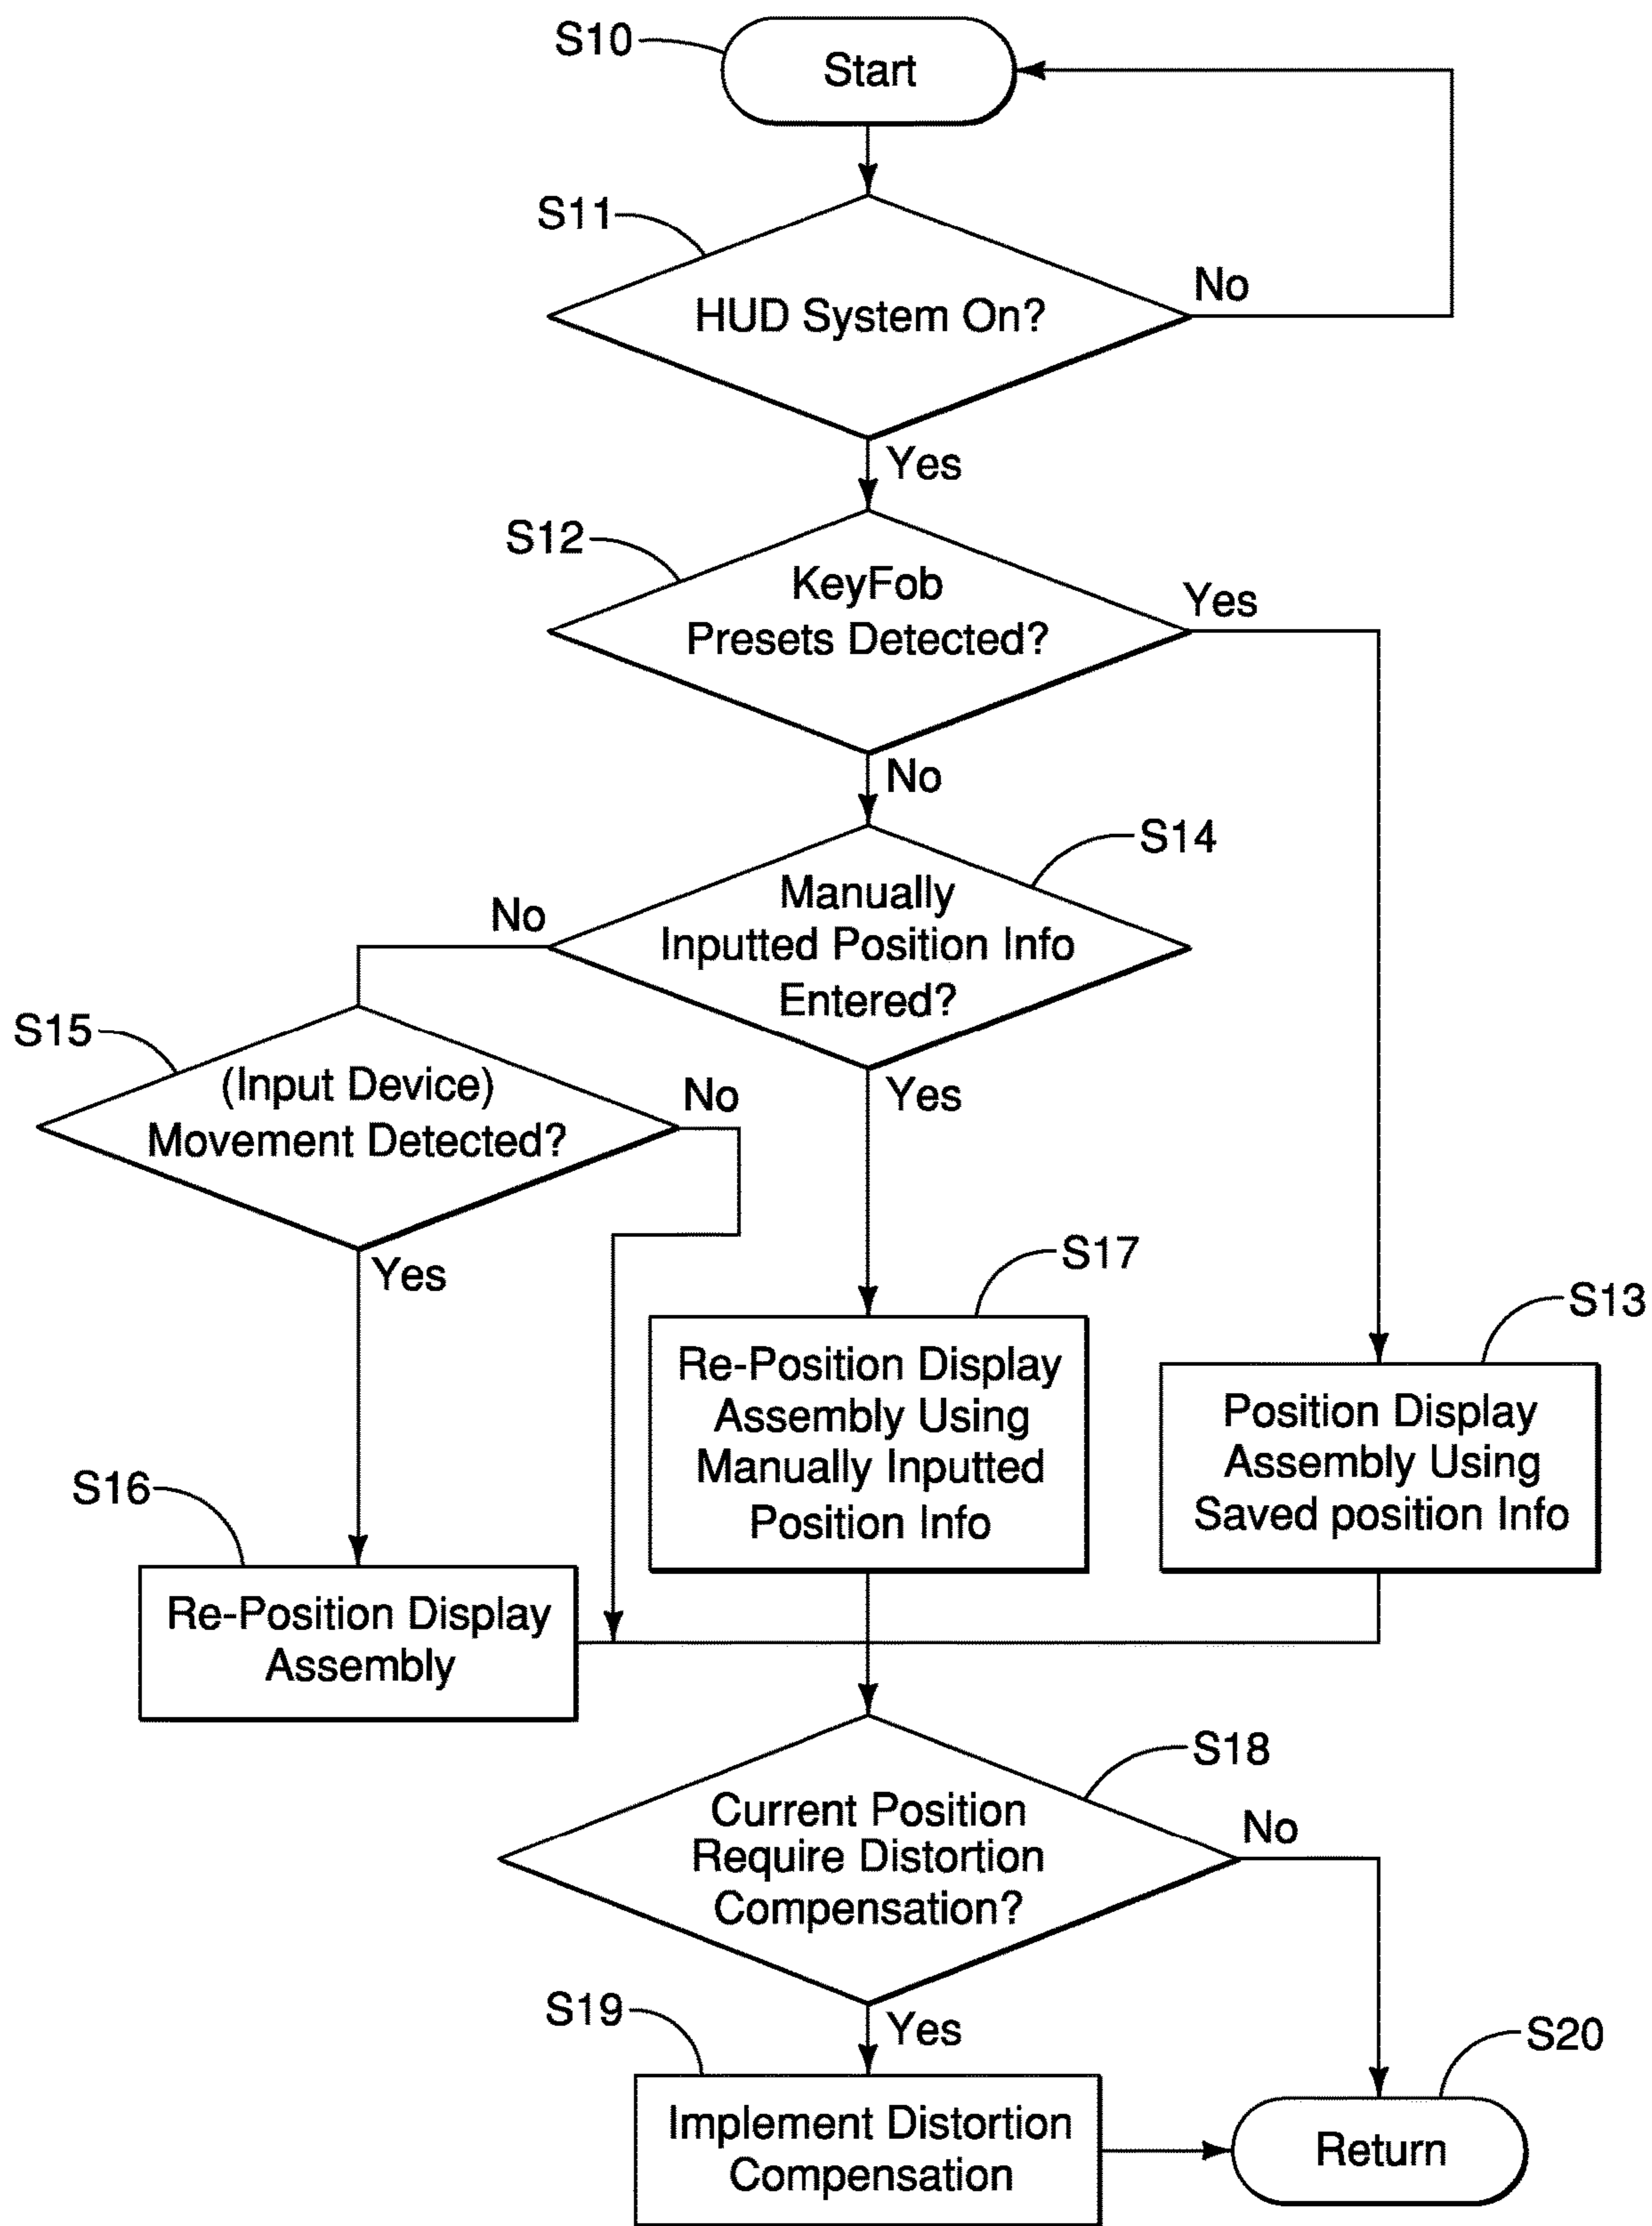 S10
Start
S11
HUD System On?
No
Yes
S12
KeyFob
Presets Detected?
Yes
No
S14
Manually
Inputted Position Info
Entered?
No
Yes
S15
(Input Device)
Movement Detected?
No
Yes
S17
Re-Position Display
Assembly Using
Manually Inputted
Position Info
S13
Position Display
Assembly Using
Saved position Info
S16
Re-Position Display
Assembly
S18
Current Position
Require Distortion
Compensation?
No
Yes
S19
Implement Distortion
Compensation
S20
Return